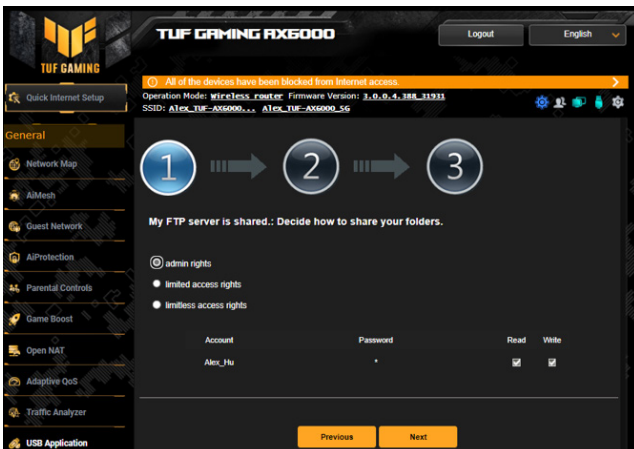 TUF GAMING
TUF GAMING AX6000
Logout
English
All of the devices have been blocked from Internet access.
Quick Internet Setup
Operation Mode: Wireless router Firmware Version: 3.0.0.4.388_31931
SSID: Alex_TUF-AX6000... Alex_TUF-AX6000_5G
General
Network Map
AiMesh
Guest Network
AiProtection
Parental Controls
Game Boost
Open NAT
Adaptive QoS
Traffic Analyzer
USB Application
1
2
3
My FTP server is shared.: Decide how to share your folders.
admin rights
limited access rights
limitless access rights
Account Password Read Write
Alex_Hu *
Previous Next